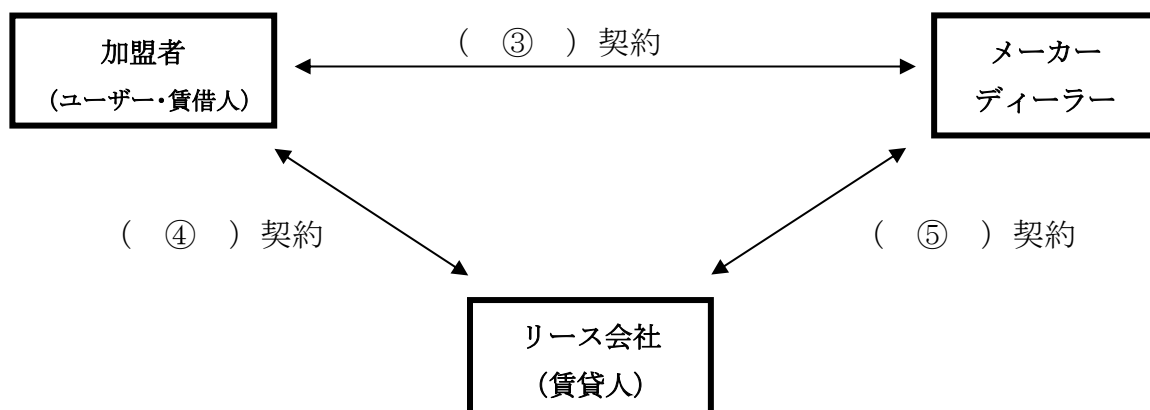 加盟者
（ユーザー・賃借人）
（　③　）契約
メーカー
ディーラー
（　④　）契約
（　⑤　）契約
リース会社
（賃貸人）